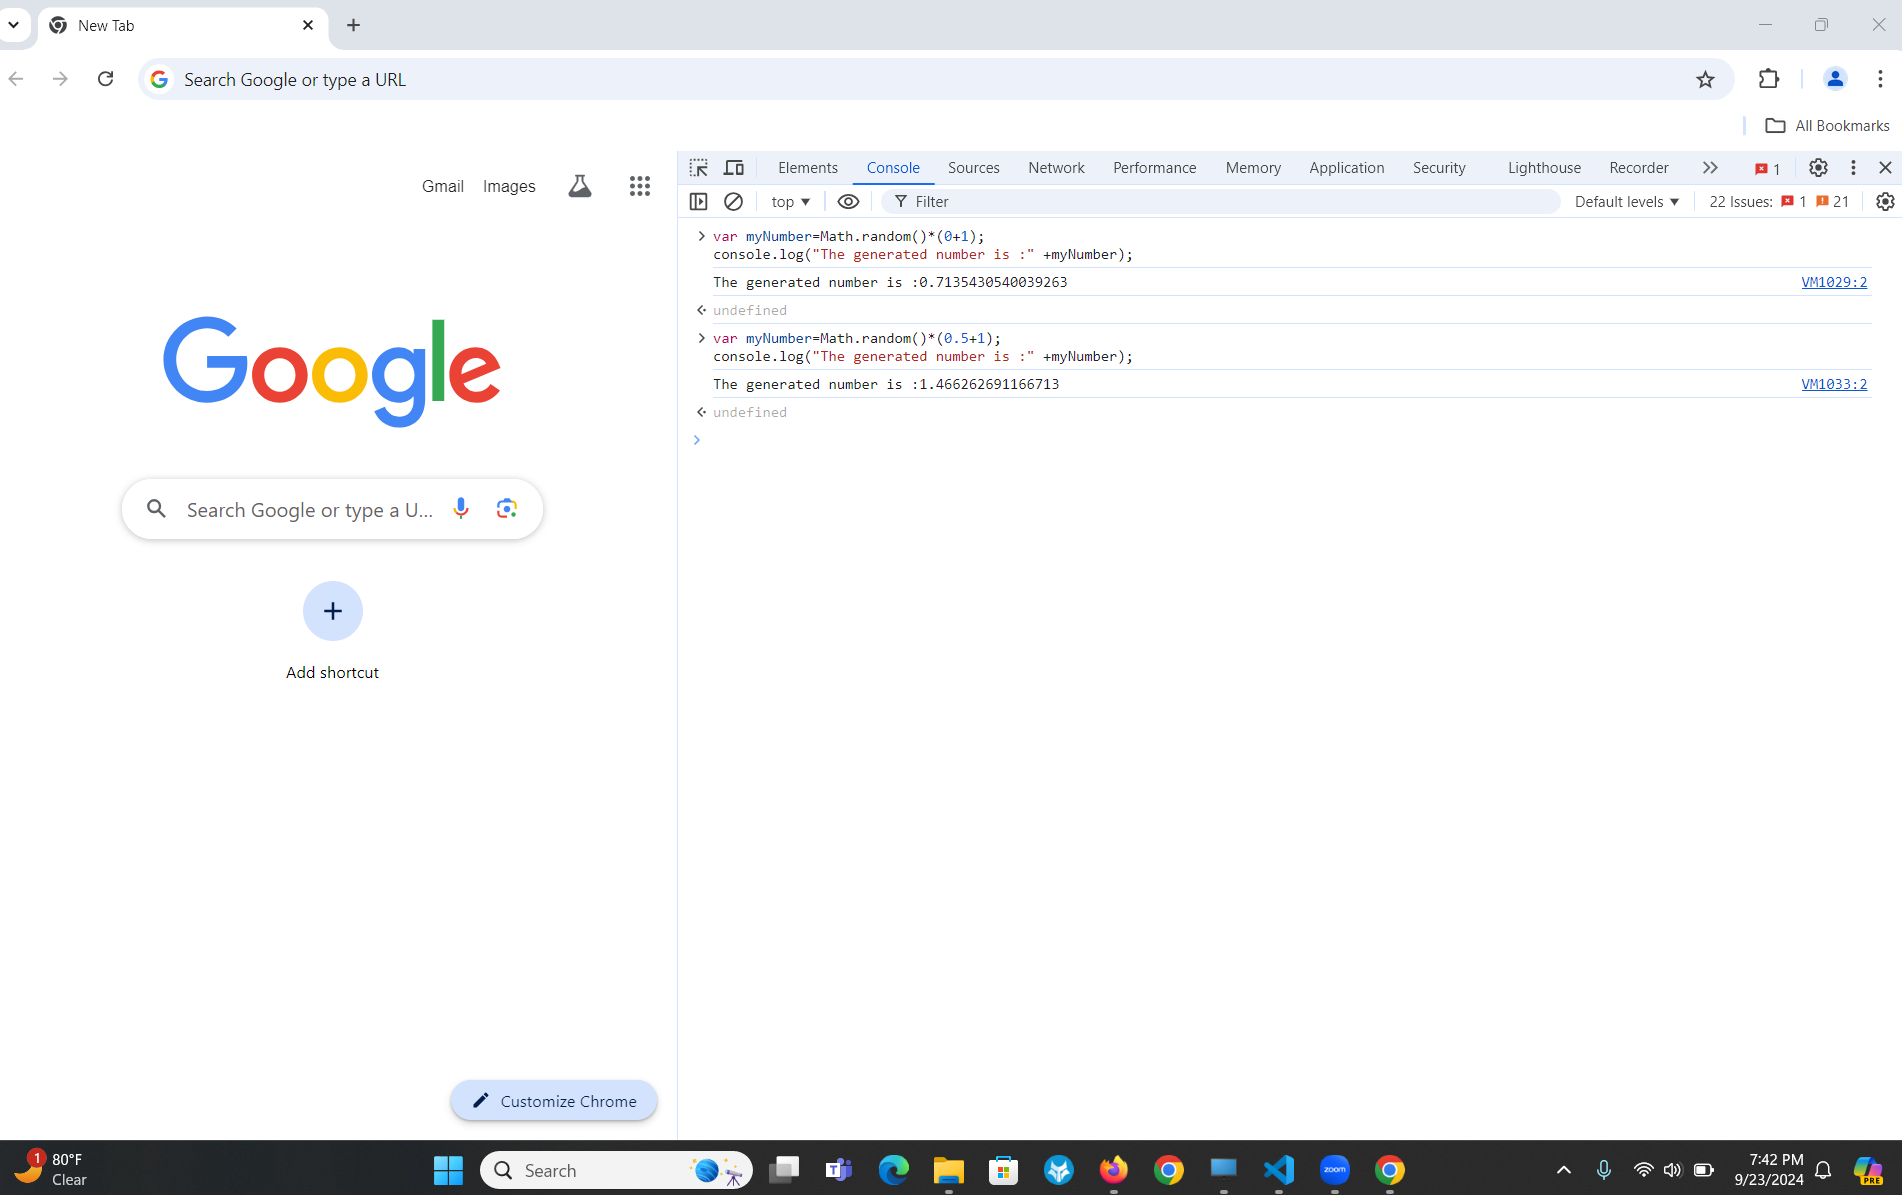 New Tab
Search Google or type a URL
All Bookmarks
Gmail Images
Elements Console Sources Network Performance Memory Application Security Lighthouse Recorder 1
top Filter Default levels 22 Issues: 1 21
var myNumber=Math.random()*(0+1);
console.log("The generated number is :" +myNumber);
The generated number is :0.7135430540039263 VM1029:2
undefined
var myNumber=Math.random()*(0.5+1);
console.log("The generated number is :" +myNumber);
The generated number is :1.466262691166713 VM1033:2
undefined
Google
Search Google or type a U...
Add shortcut
Customize Chrome
1
80°F
Clear
Search
T
zoom
7:42 PM
9/23/2024
PRE